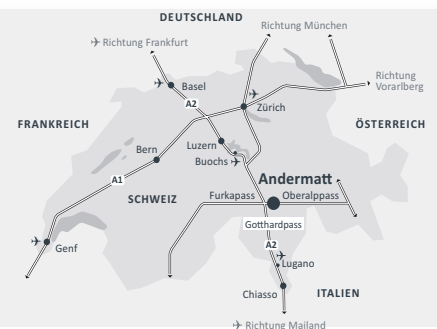 DEUTSCHLAND
Richtung München
Richtung Frankfurt
Basel
Richtung
Vorarlberg
A2
Zürich
FRANKREICH
ÖSTERREICH
Luzern
Bern
Buochs
Andermatt
A1
SCHWEIZ
Furkapass
Oberalppass
Gotthardpass
Genf
A2
Lugano
Chiasso
ITALIEN
Richtung Mailand